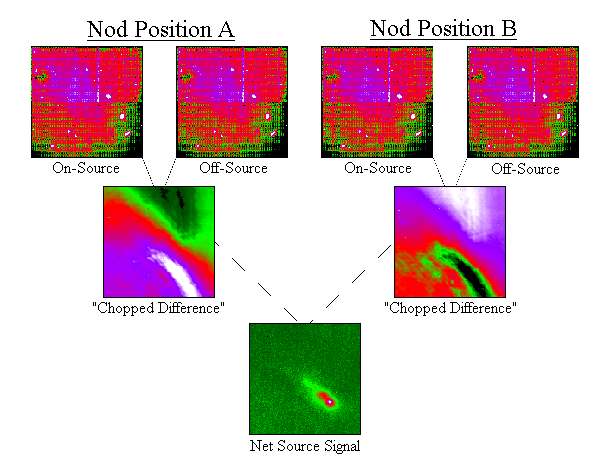 Nod Position A
Nod Position B
On-Source
Off-Source
On-Source
Off-Source
"Chopped Difference"
"Chopped Difference"
Net Source Signal